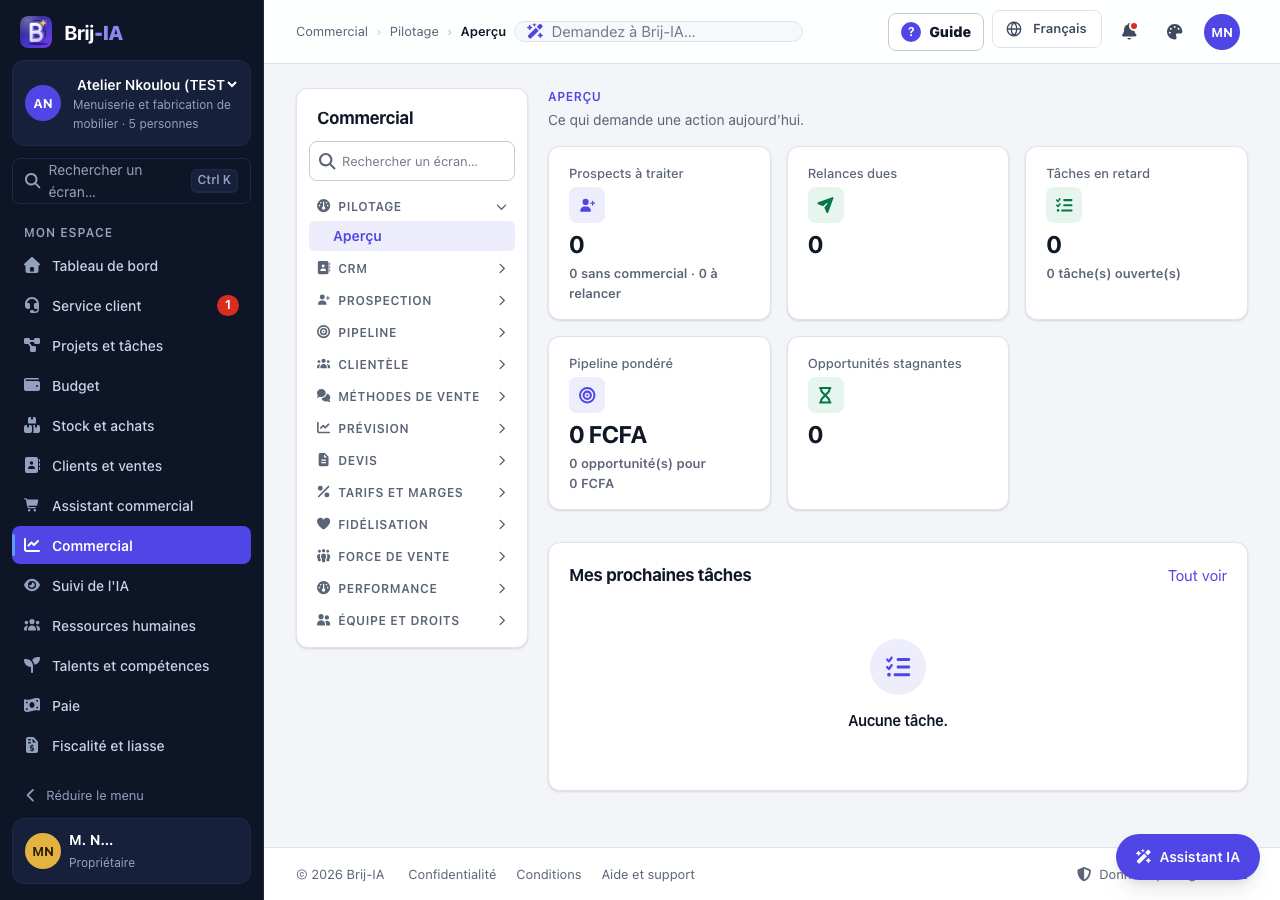 Brij-IA
AN
Atelier Nkoulou (TEST
Menuiserie et fabrication de
mobilier · 5 personnes
Rechercher un
écran...
Ctrl K
MON ESPACE
Tableau de bord
Service client
1
Projets et tâches
Budget
Stock et achats
Clients et ventes
Assistant commercial
Commercial
Suivi de l'IA
Ressources humaines
Talents et compétences
Paie
Fiscalité et liasse
Réduire le menu
MN
M. N...
Propriétaire
Commercial › Pilotage › Aperçu
Demandez à Brij-IA...
? Guide
Français
MN
Commercial
Rechercher un écran...
PILOTAGE
Aperçu
CRM
PROSPECTION
PIPELINE
CLIENTÈLE
MÉTHODES DE VENTE
PRÉVISION
DEVIS
TARIFS ET MARGES
FIDÉLISATION
FORCE DE VENTE
PERFORMANCE
ÉQUIPE ET DROITS
APERÇU
Ce qui demande une action aujourd'hui.
Prospects à traiter
0
0 sans commercial · 0 à
relancer
Relances dues
0
Tâches en retard
0
0 tâche(s) ouverte(s)
Pipeline pondéré
0 FCFA
0 opportunité(s) pour
0 FCFA
Opportunités stagnantes
0
Mes prochaines tâches
Tout voir
Aucune tâche.
© 2026 Brij-IA
Confidentialité
Conditions
Aide et support
Assistant IA